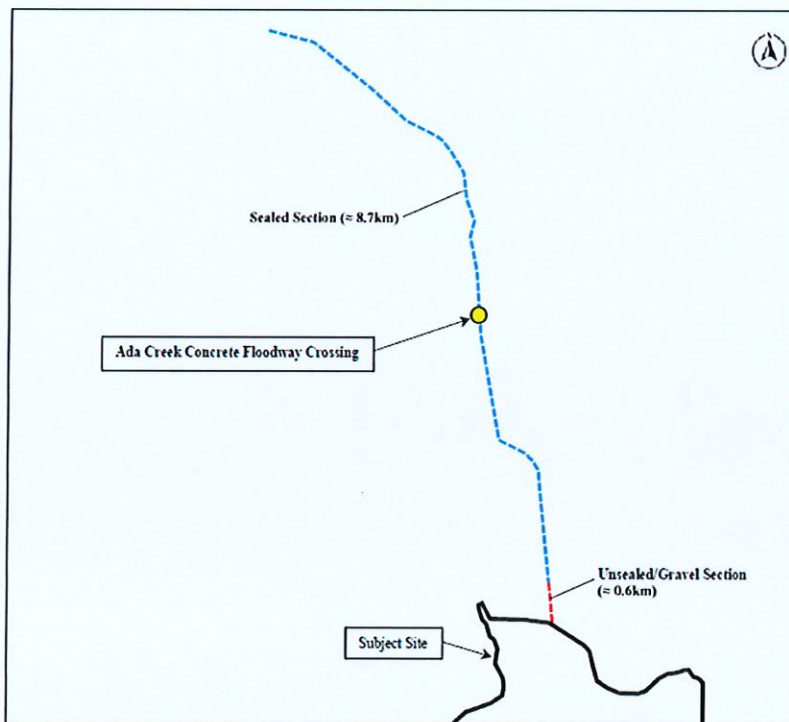 Sealed Section (≈ 8.7km)
Ada Creek Concrete Floodway Crossing
Unsealed/Gravel Section
(≈ 0.6km)
Subject Site